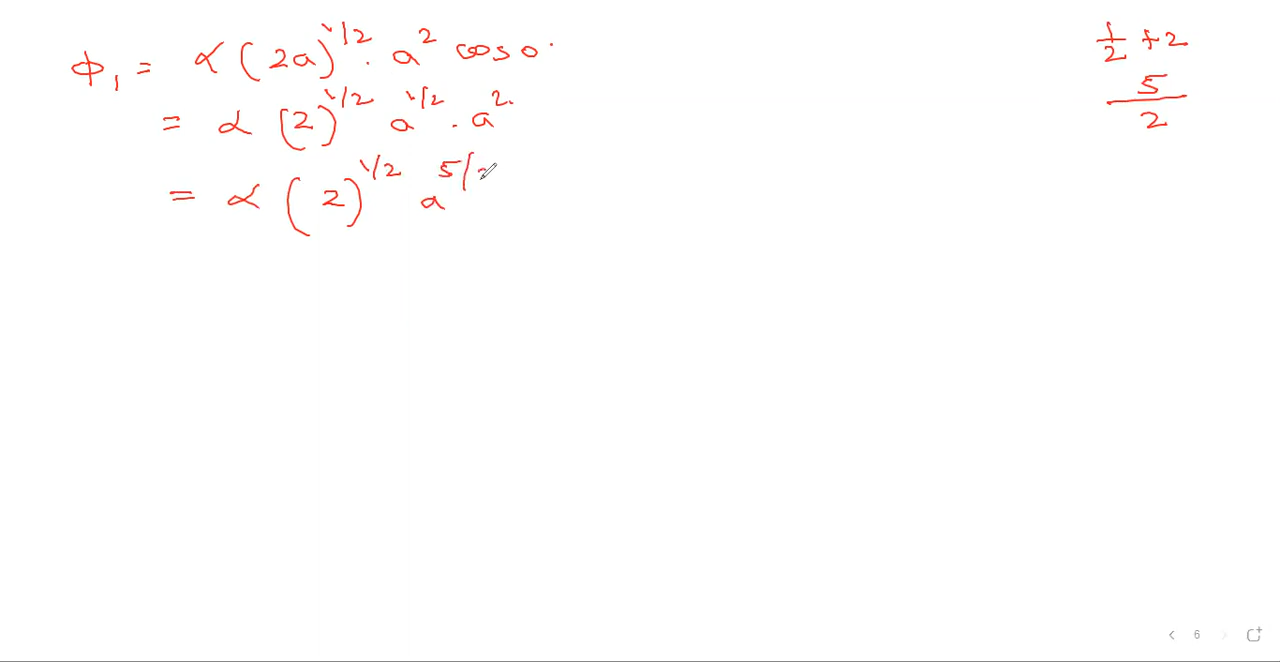 ϕ₁ = α (2a)^1/2 . a² cos 0.
= α (2)^1/2 a^1/2 . a².
= α (2)^1/2 a^5/
1/2 + 2
5/2
6